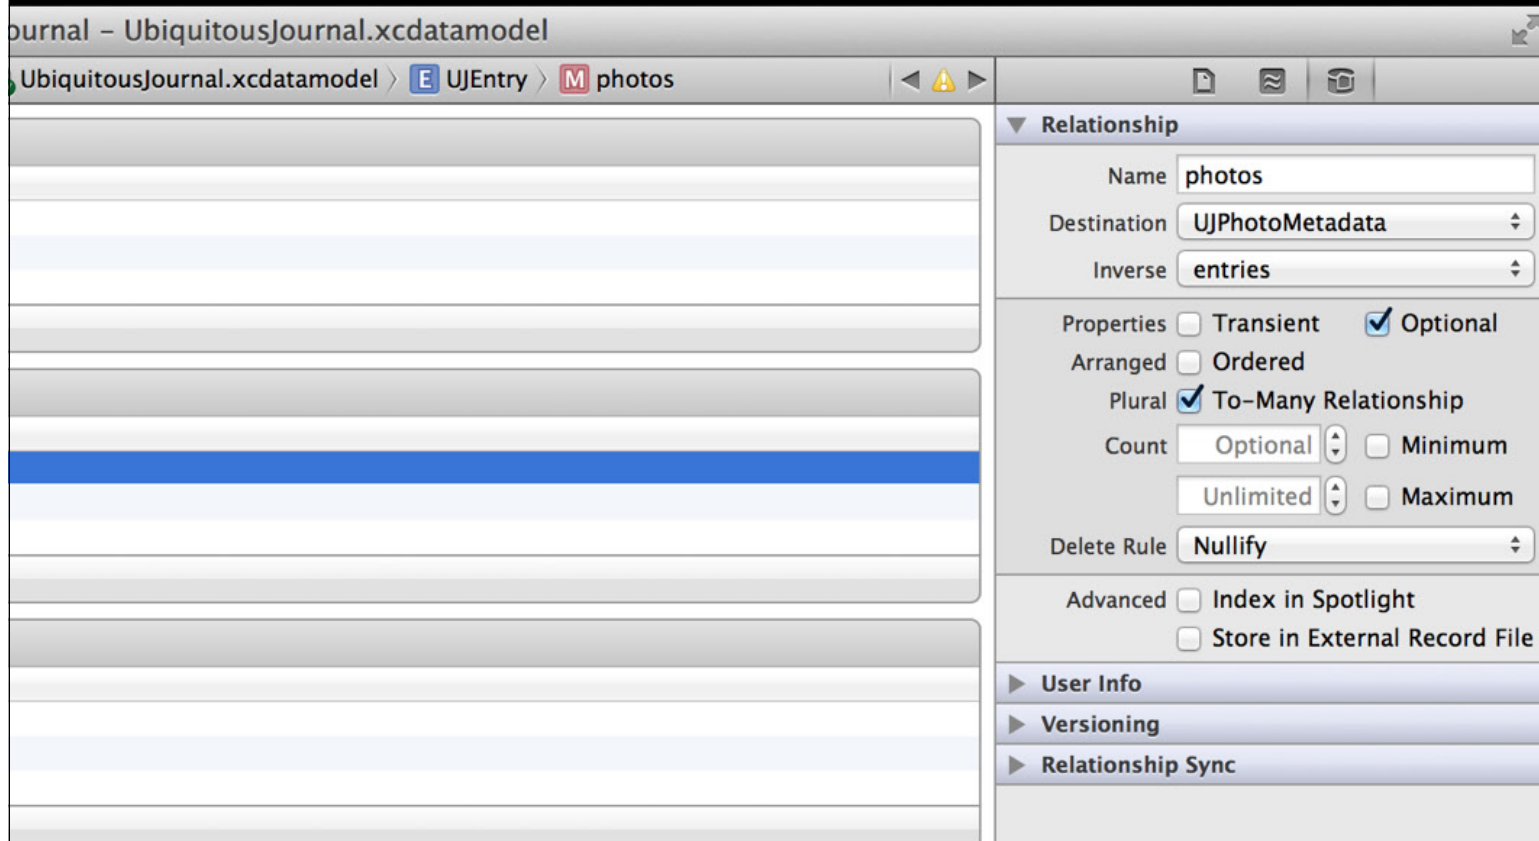 ournal – UbiquitousJournal.xcdatamodel
UbiquitousJournal.xcdatamodel E UJEntry M photos
Relationship
Name photos
Destination UJPhotoMetadata
Inverse entries
Properties Transient Optional
Arranged Ordered
Plural To-Many Relationship
Count Optional Minimum
Unlimited Maximum
Delete Rule Nullify
Advanced Index in Spotlight
Store in External Record File
User Info
Versioning
Relationship Sync